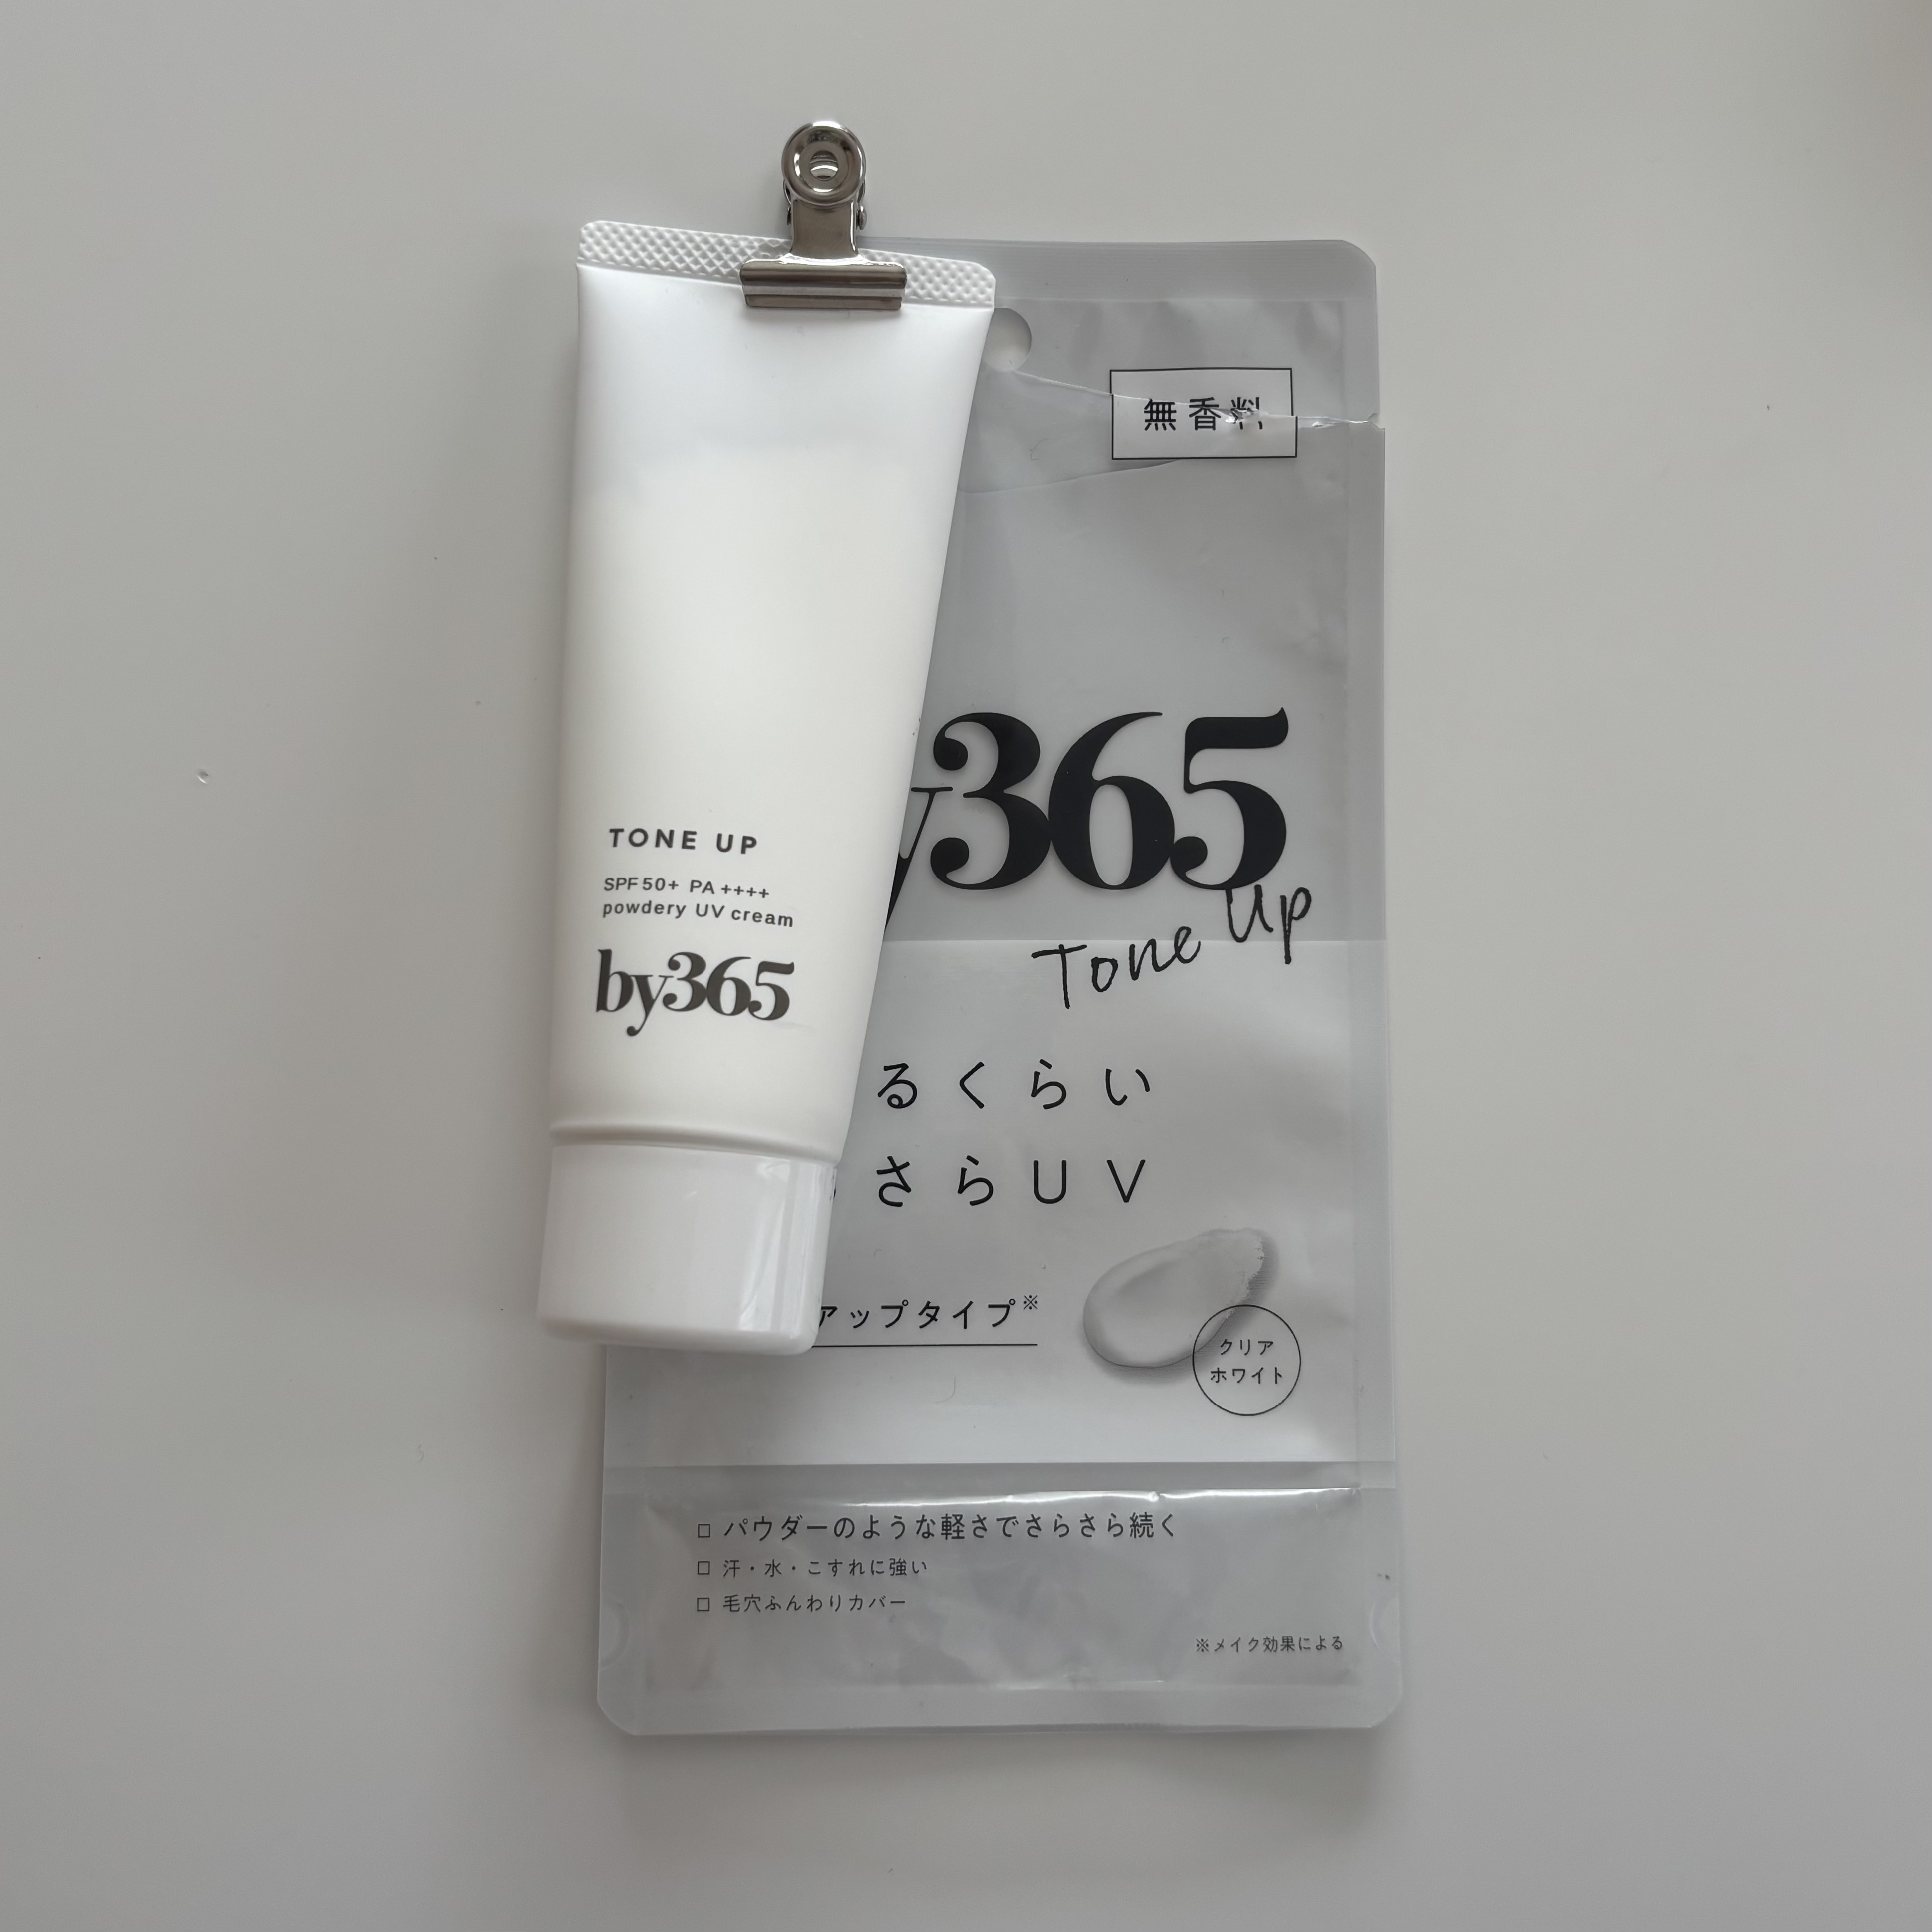 TONE UP
SPF50+ PA++++
powdery UV cream
by365
無香料
y365
Tone Up
るくらい
さらUV
アップタイプ※
クリア
ホワイト
□ パウダーのような軽さでさらさら続く
□ 汗・水・こすれに強い
□ 毛穴ふんわりカバー
※メイク効果による